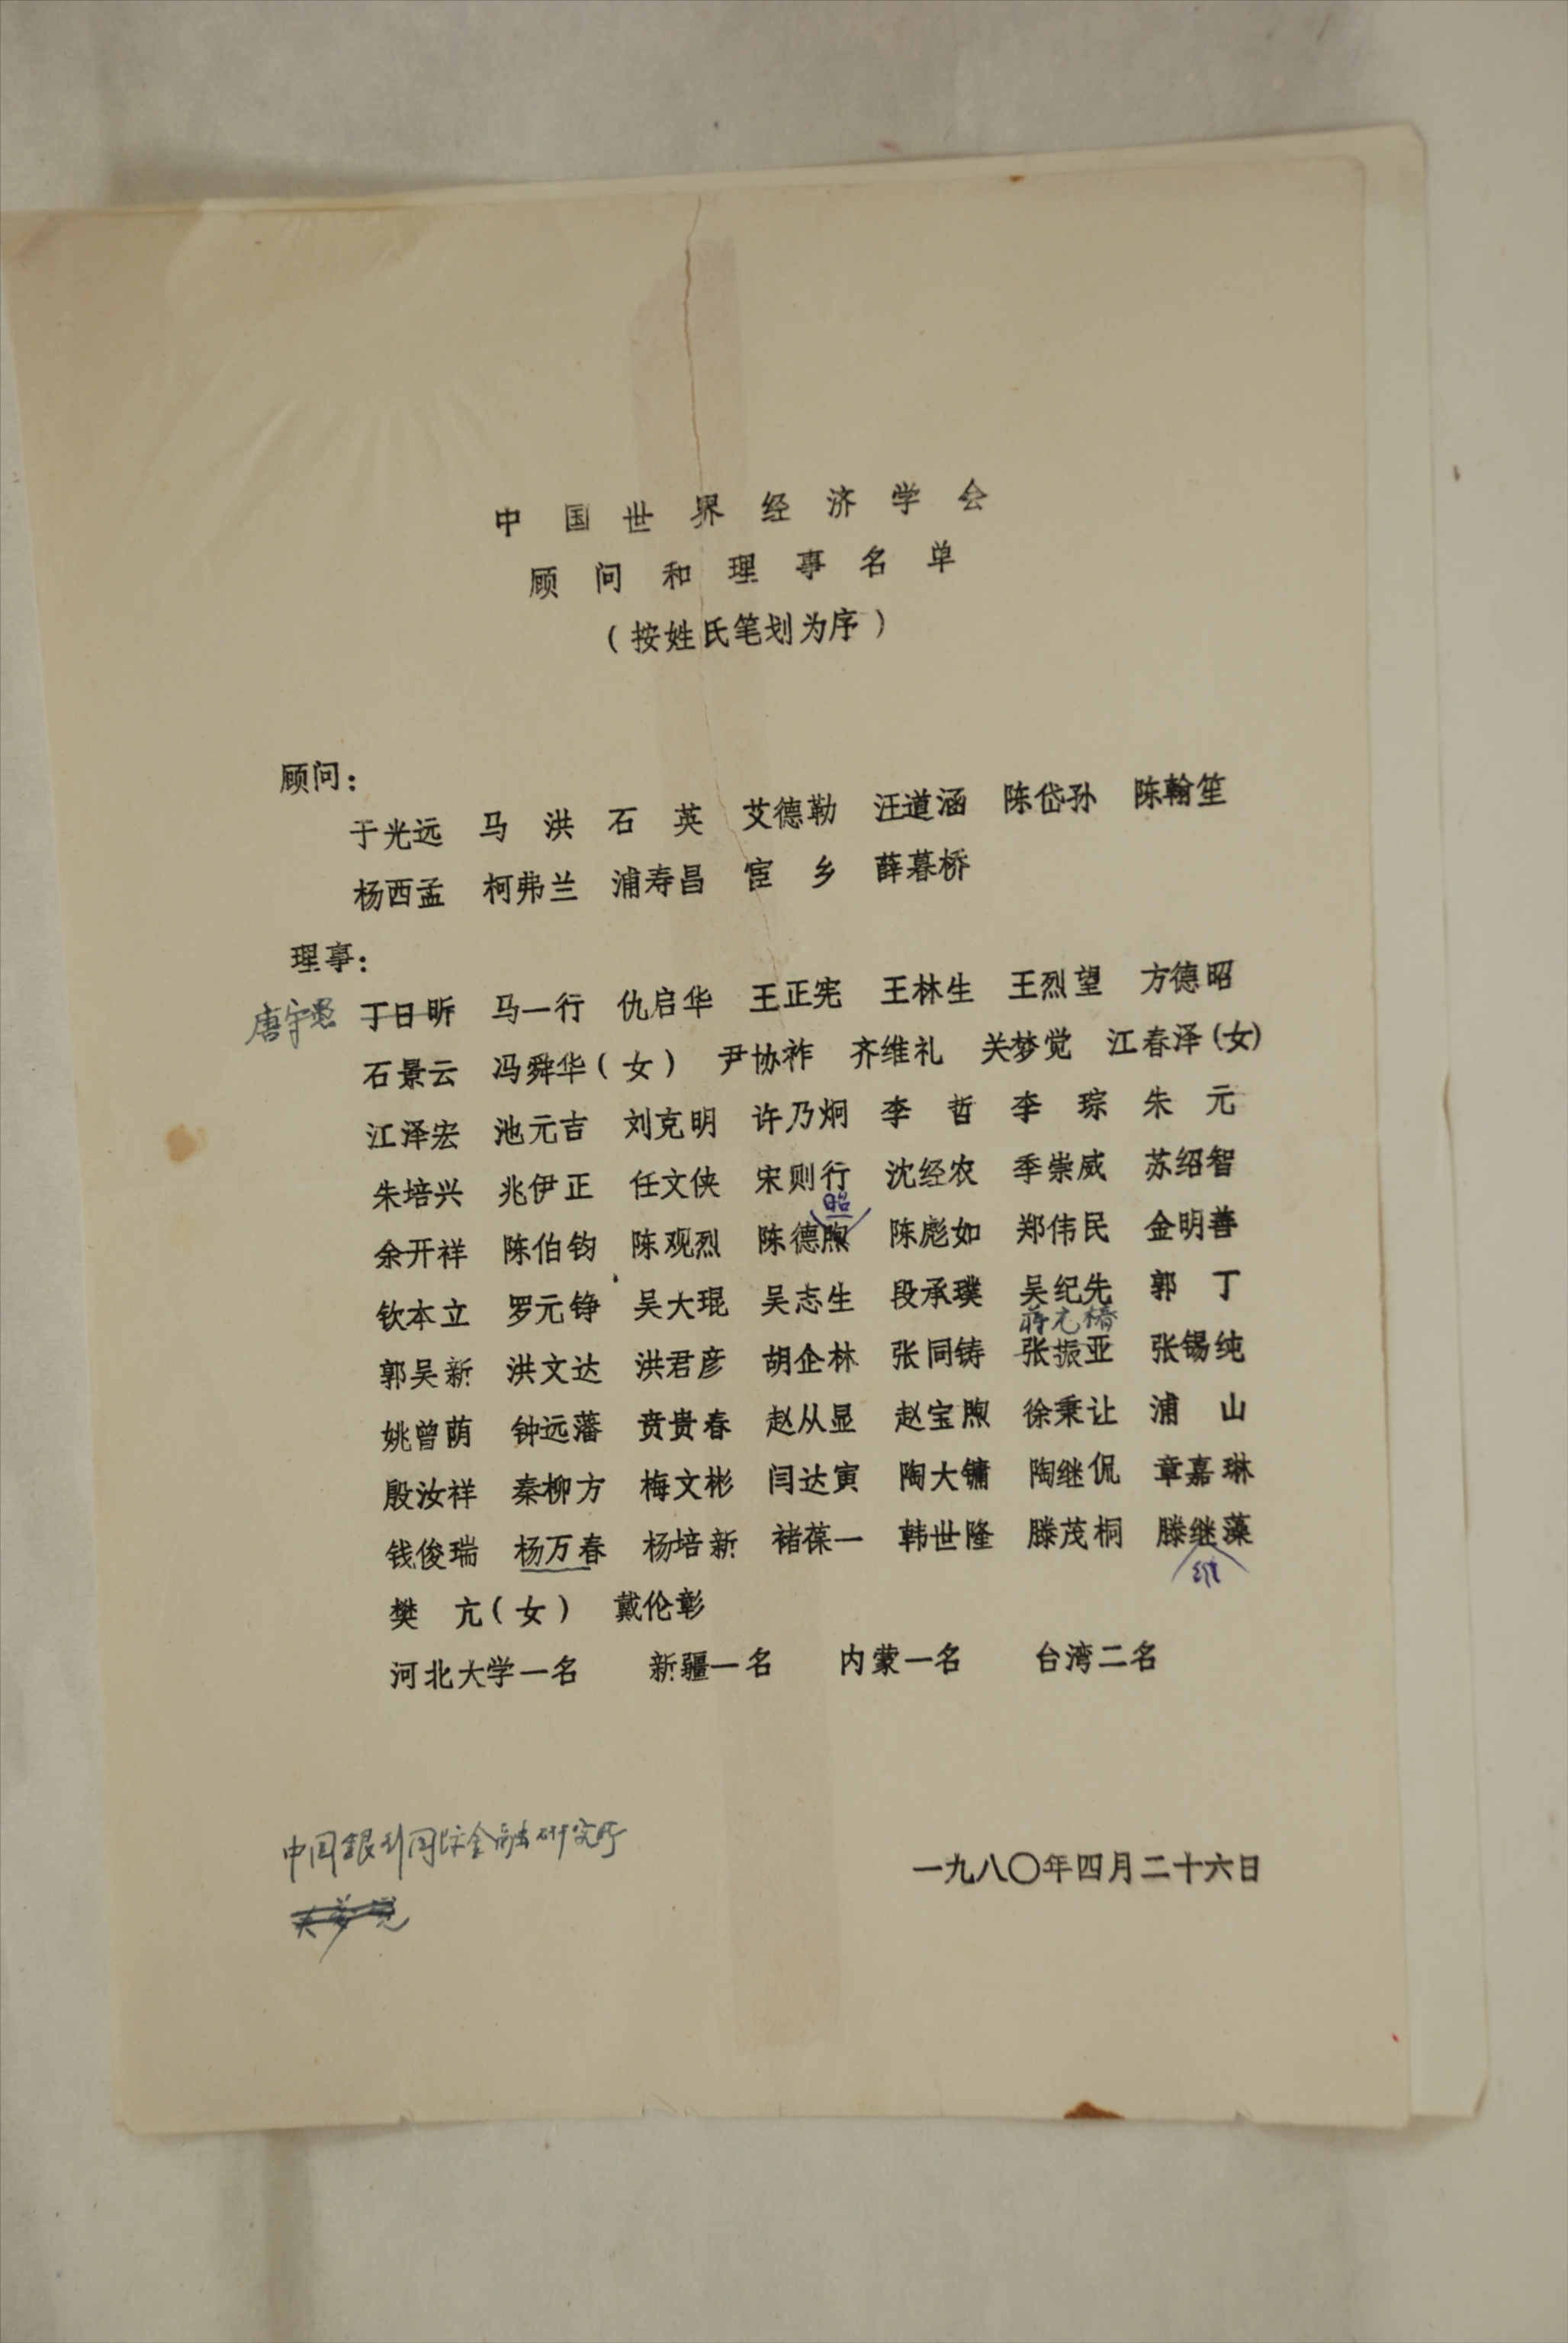 中国世界经济学会
顾问和理事名单
（按姓氏笔划为序）
顾问：
于光远 马洪 石英 艾德勒 汪道涵 陈岱孙 陈翰笙
杨西孟 柯弗兰 浦寿昌 宦乡 薛暮桥
理事：
丁日昕 马一行 仇启华 王正宪 王林生 王烈望 方德昭
石景云 冯舜华（女） 尹协祚 齐维礼 关梦觉 江春泽（女）
江泽宏 池元吉 刘克明 许乃炯 李哲 李琮 朱元
朱培兴 兆伊正 任文侠 宋则行 沈经农 季崇威 苏绍智
昭
余开祥 陈伯钧 陈观烈 陈德煦 陈彪如 郑伟民 金明善
钦本立 罗元铮 吴大琨 吴志生 段承璞 吴纪先 郭丁
蒋元椿
郭吴新 洪文达 洪君彦 胡企林 张同铸 张振亚 张锡纯
姚曾荫 钟远藩 贲贵春 赵从显 赵宝煦 徐秉让 浦山
殷汝祥 秦柳方 梅文彬 闫达寅 陶大镛 陶继侃 章嘉琳
钱俊瑞 杨万春 杨培新 褚葆一 韩世隆 滕茂桐 滕继藻
维
樊亢（女） 戴伦彰
河北大学一名 新疆一名 内蒙一名 台湾二名
中国银行国际金融研究所
一九八〇年四月二十六日